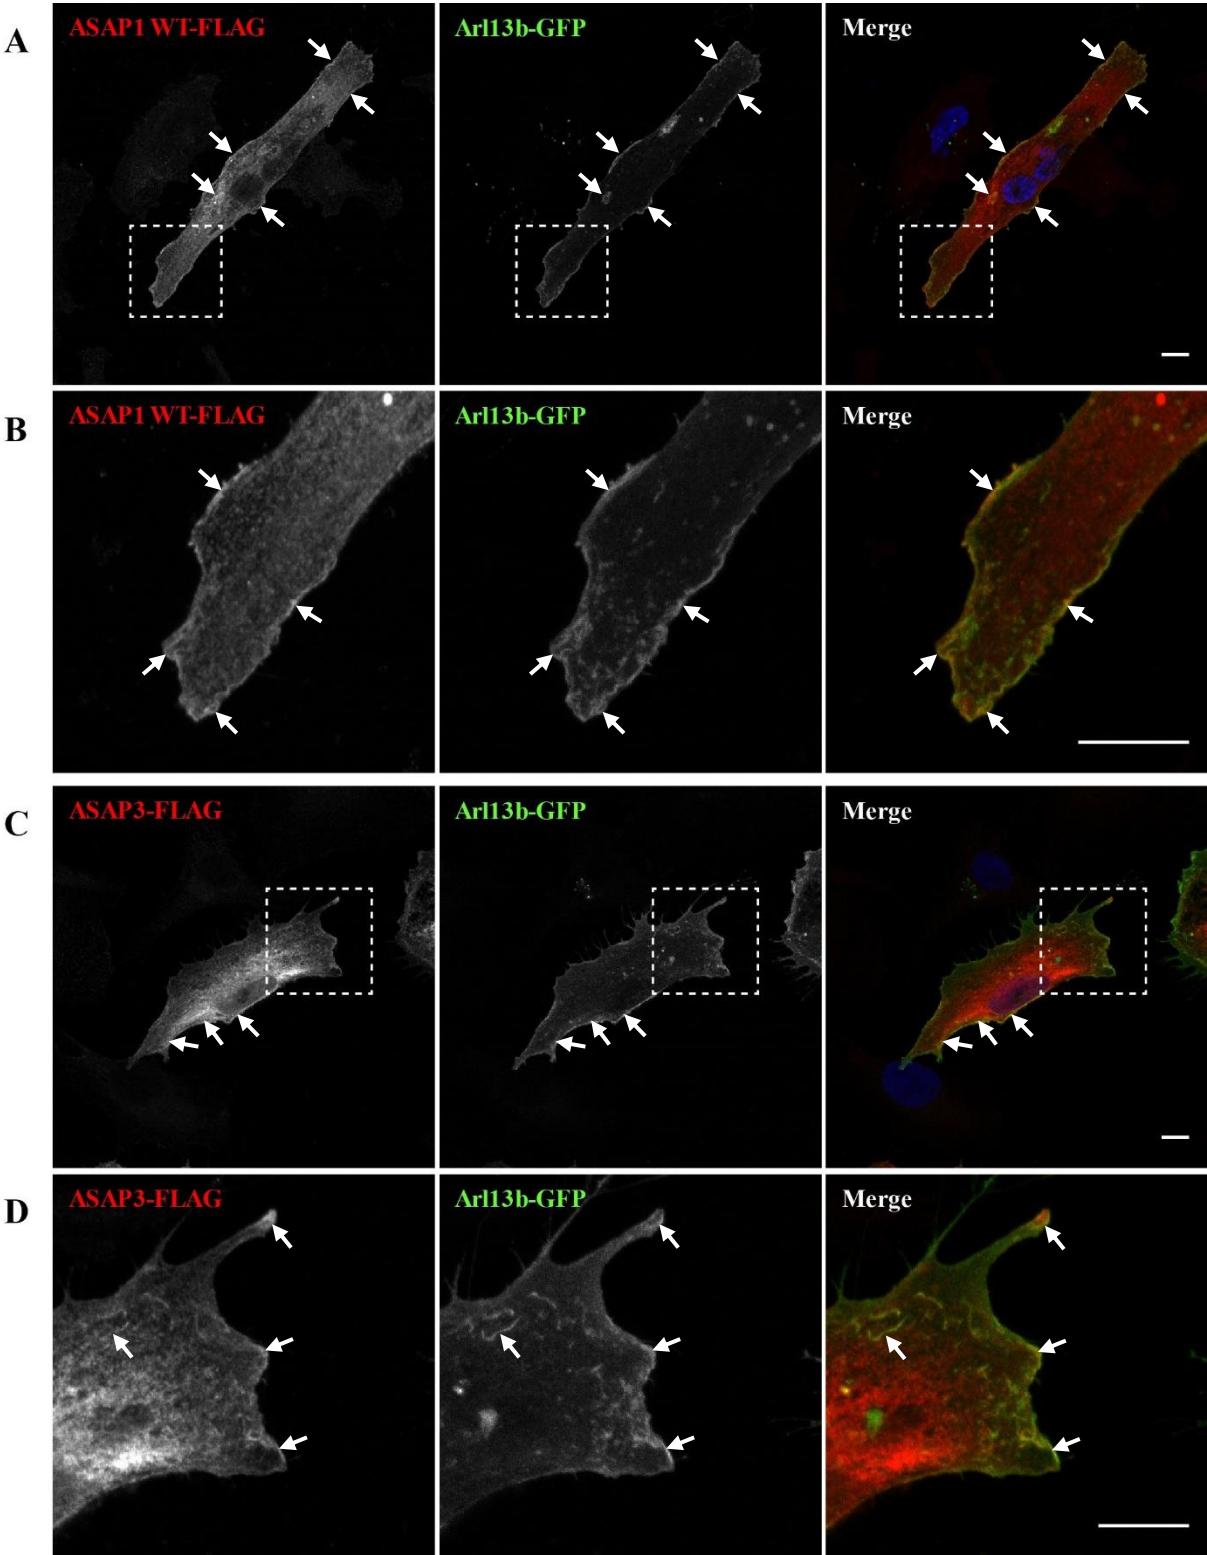 A
ASAP1 WT-FLAG
Arl13b-GFP
Merge
B
ASAP1 WT-FLAG
Arl13b-GFP
Merge
C
ASAP3-FLAG
Arl13b-GFP
Merge
D
ASAP3-FLAG
Arl13b-GFP
Merge